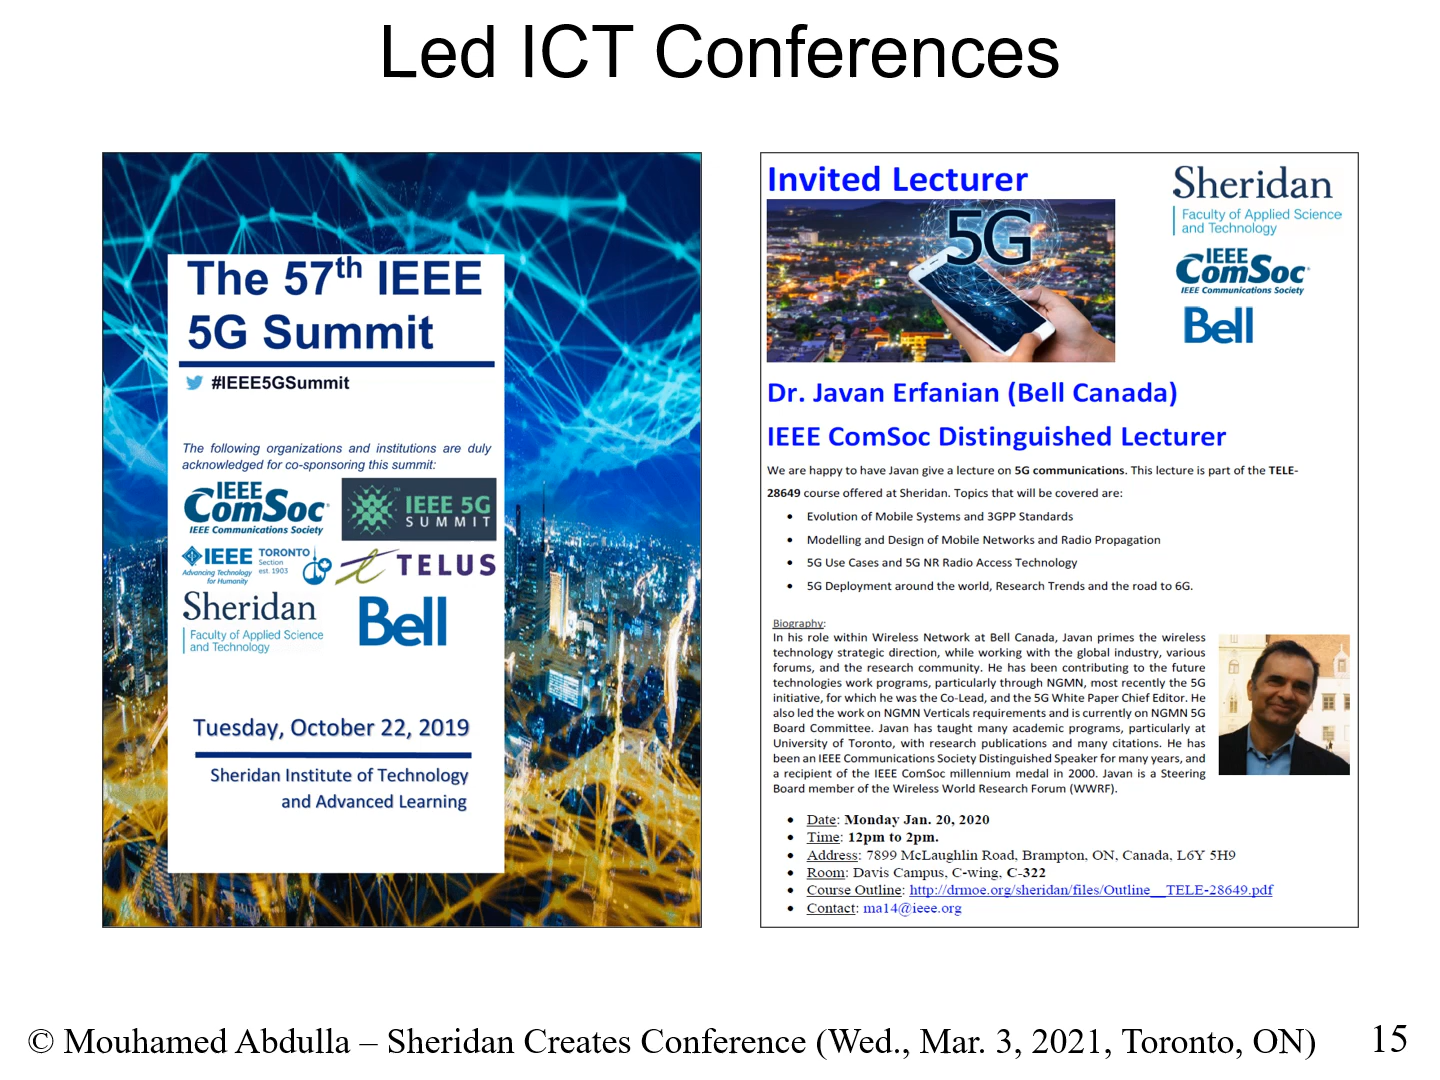 Led ICT Conferences
The 57th IEEE
5G Summit
#IEEE5GSummit
The following organizations and institutions are duly
acknowledged for co-sponsoring this summit:
IEEE
ComSoc
IEEE Communications Society
IEEE 5G
SUMMIT
IEEE
Advancing Technology
for Humanity
TORONTO
Section
est. 1903
TELUS
Sheridan
Faculty of Applied Science
and Technology
Bell
Tuesday, October 22, 2019
Sheridan Institute of Technology
and Advanced Learning
Invited Lecturer
5G
Sheridan
Faculty of Applied Science
and Technology
IEEE
ComSoc
IEEE Communications Society
Bell
Dr. Javan Erfanian (Bell Canada)
IEEE ComSoc Distinguished Lecturer
We are happy to have Javan give a lecture on 5G communications. This lecture is part of the TELE-
28649 course offered at Sheridan. Topics that will be covered are:
• Evolution of Mobile Systems and 3GPP Standards
• Modelling and Design of Mobile Networks and Radio Propagation
• 5G Use Cases and 5G NR Radio Access Technology
• 5G Deployment around the world, Research Trends and the road to 6G.
Biography:
In his role within Wireless Network at Bell Canada, Javan primes the wireless
technology strategic direction, while working with the global industry, various
forums, and the research community. He has been contributing to the future
technologies work programs, particularly through NGMN, most recently the 5G
initiative, for which he was the Co-Lead, and the 5G White Paper Chief Editor. He
also led the work on NGMN Verticals requirements and is currently on NGMN 5G
Board Committee. Javan has taught many academic programs, particularly at
University of Toronto, with research publications and many citations. He has
been an IEEE Communications Society Distinguished Speaker for many years, and
a recipient of the IEEE ComSoc millennium medal in 2000. Javan is a Steering
Board member of the Wireless World Research Forum (WWRF).
• Date: Monday Jan. 20, 2020
• Time: 12pm to 2pm.
• Address: 7899 McLaughlin Road, Brampton, ON, Canada, L6Y 5H9
• Room: Davis Campus, C-wing, C-322
• Course Outline: http://drmoe.org/sheridan/files/Outline__TELE-28649.pdf
• Contact: ma14@ieee.org
© Mouhamed Abdulla – Sheridan Creates Conference (Wed., Mar. 3, 2021, Toronto, ON)
15